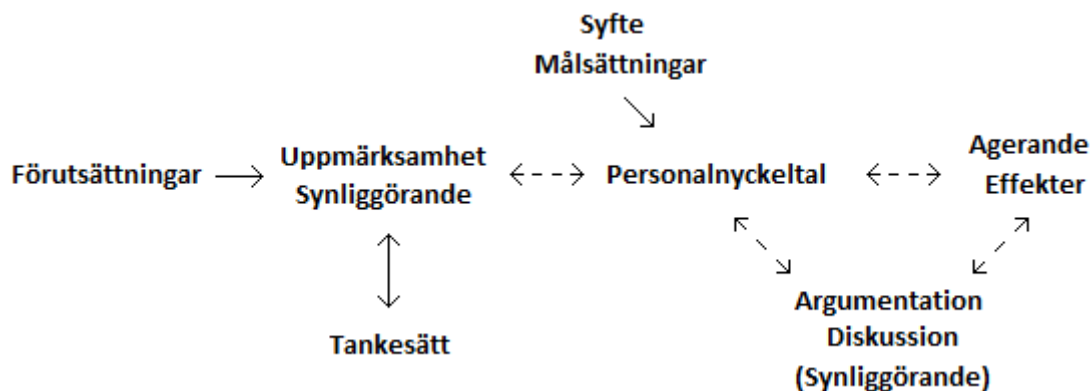 Syfte
Målsättningar
Förutsättningar
Uppmärksamhet
Synliggörande
Personalnyckeltal
Agerande
Effekter
Tankesätt
Argumentation
Diskussion
(Synliggörande)